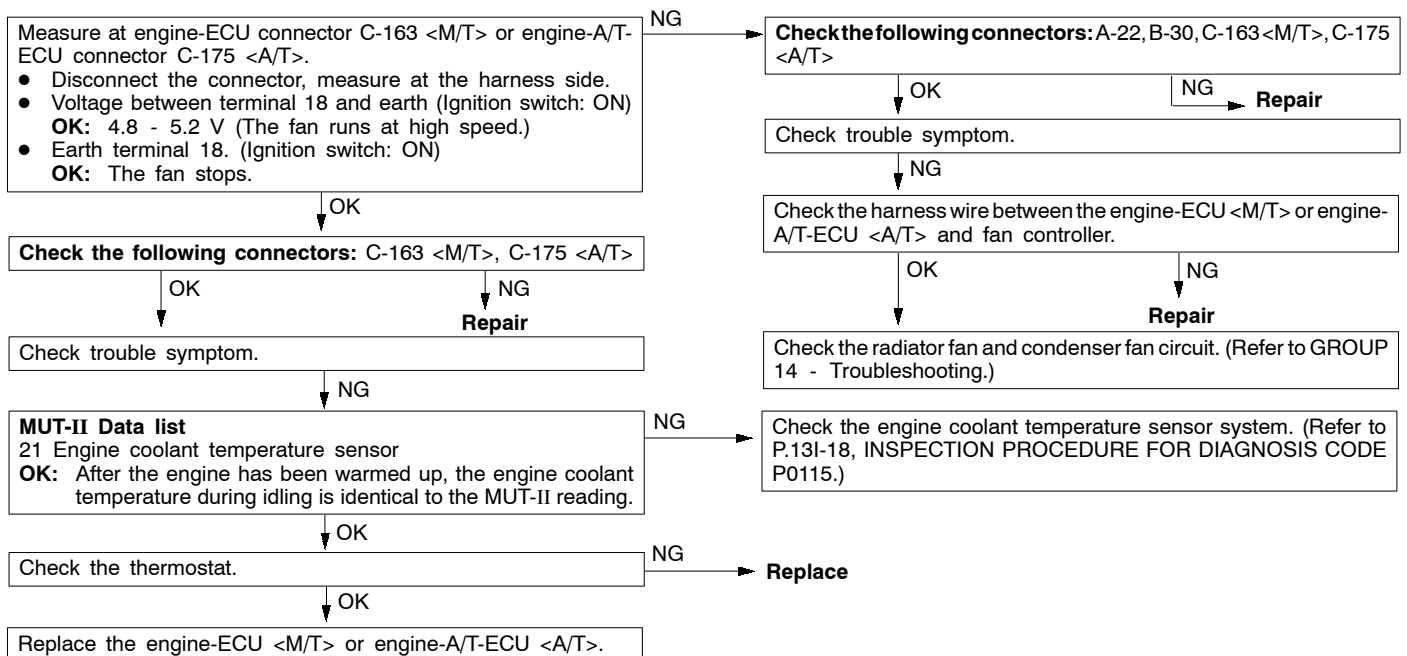 Measure at engine-ECU connector C-163 <M/T> or engine-A/T-
ECU connector C-175 <A/T>.
● Disconnect the connector, measure at the harness side.
● Voltage between terminal 18 and earth (Ignition switch: ON)
OK: 4.8 - 5.2 V (The fan runs at high speed.)
● Earth terminal 18. (Ignition switch: ON)
OK: The fan stops.
NG
Check the following connectors: A-22, B-30, C-163 <M/T>, C-175
<A/T>
OK
NG
Repair
Check trouble symptom.
NG
Check the harness wire between the engine-ECU <M/T> or engine-
A/T-ECU <A/T> and fan controller.
OK
NG
Repair
Check the radiator fan and condenser fan circuit. (Refer to GROUP
14 - Troubleshooting.)
OK
Check the following connectors: C-163 <M/T>, C-175 <A/T>
OK
NG
Repair
Check trouble symptom.
NG
MUT-II Data list
21 Engine coolant temperature sensor
OK: After the engine has been warmed up, the engine coolant
temperature during idling is identical to the MUT-II reading.
NG
Check the engine coolant temperature sensor system. (Refer to
P.13I-18, INSPECTION PROCEDURE FOR DIAGNOSIS CODE
P0115.)
OK
Check the thermostat.
NG
Replace
OK
Replace the engine-ECU <M/T> or engine-A/T-ECU <A/T>.